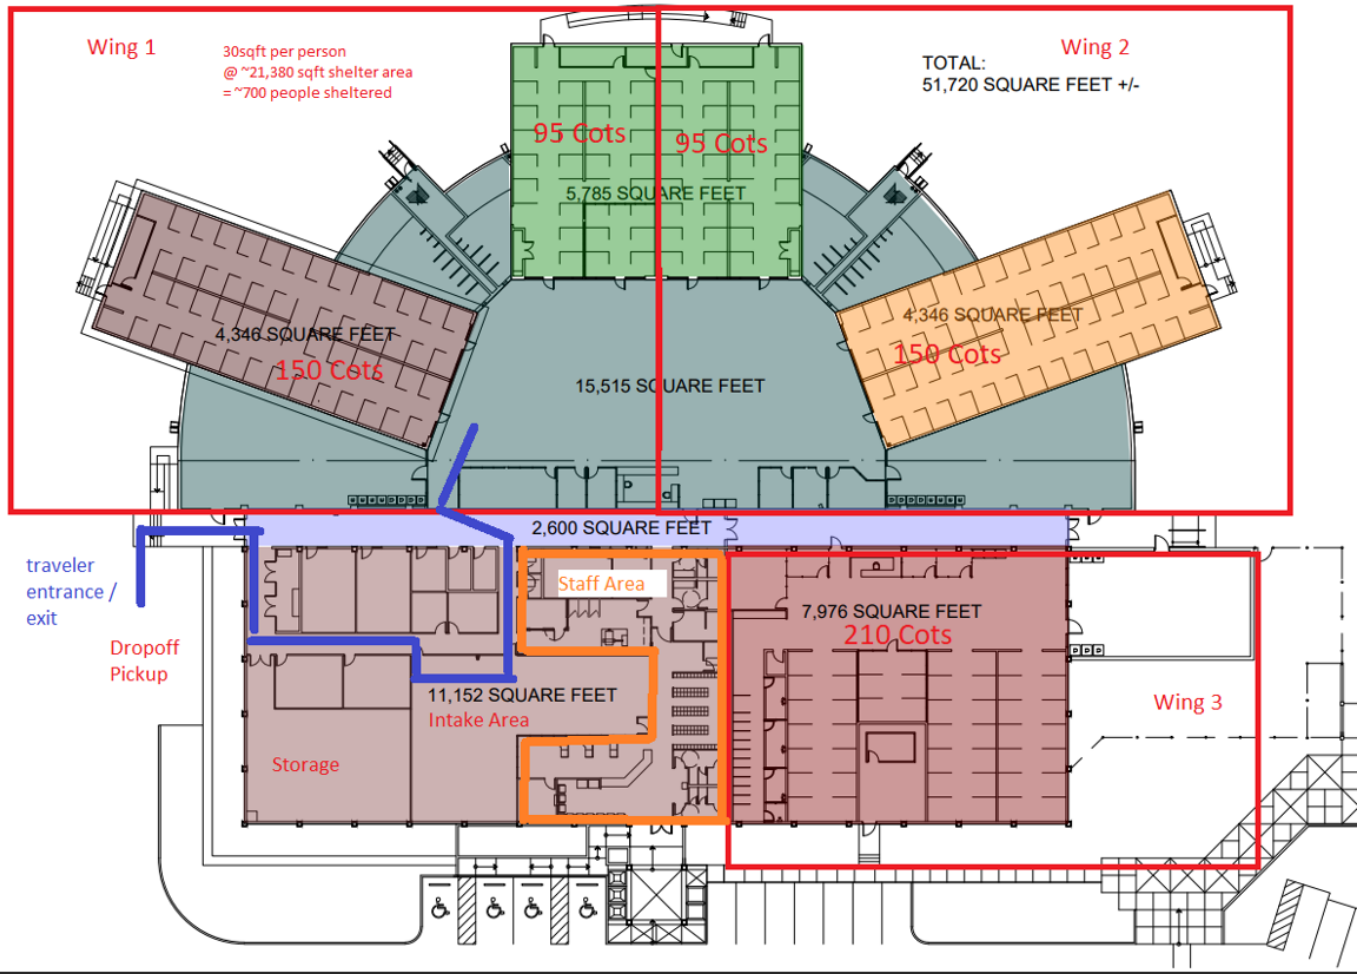 Wing 1
30sqft per person
@ ~21,380 sqft shelter area
= ~700 people sheltered
Wing 2
TOTAL:
51,720 SQUARE FEET +/-
95 Cots
95 Cots
5,785 SQUARE FEET
4,346 SQUARE FEET
150 Cots
4,346 SQUARE FEET
150 Cots
15,515 SQUARE FEET
2,600 SQUARE FEET
traveler
entrance /
exit
Staff Area
7,976 SQUARE FEET
210 Cots
Dropoff
Pickup
11,152 SQUARE FEET
Intake Area
Wing 3
Storage